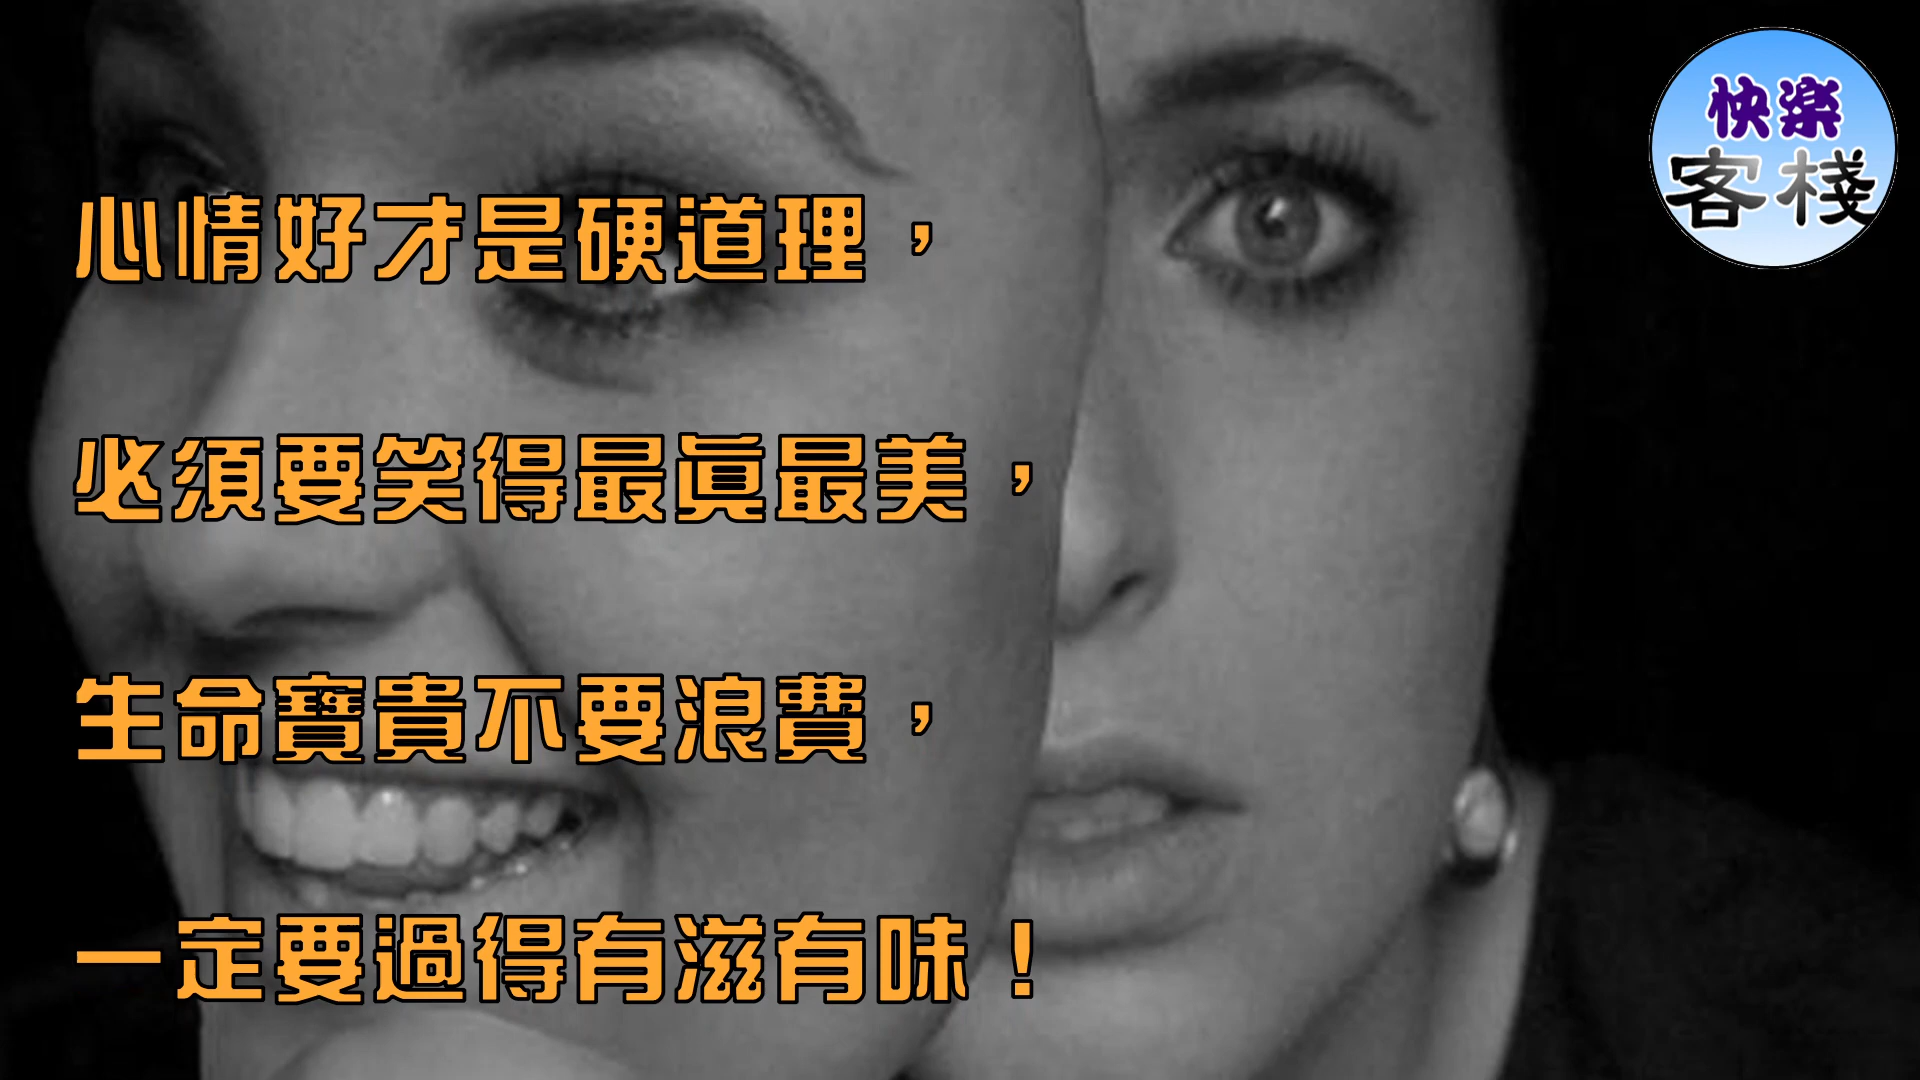 快樂
客棧
心情好才是硬道理，
必須要笑得最真最美，
生命寶貴不要浪費，
一定要過得有滋有味！